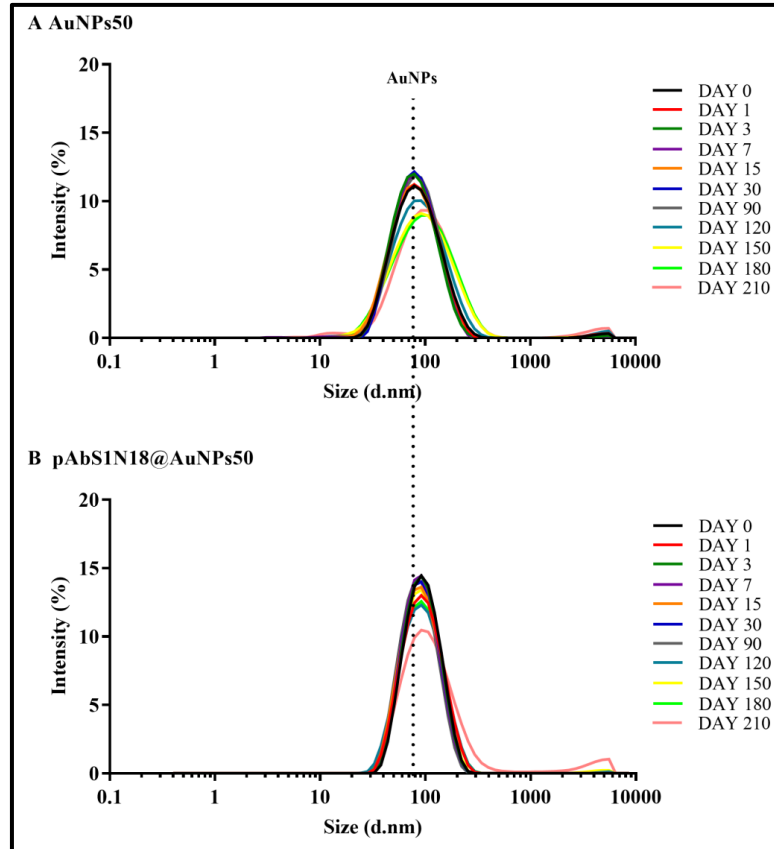 A AuNPs50
AuNPs
20
15
10
5
0
Intensity (%)
0.1 1 10 100 1000 10000
Size (d.nm)
DAY 0
DAY 1
DAY 3
DAY 7
DAY 15
DAY 30
DAY 90
DAY 120
DAY 150
DAY 180
DAY 210
B pAbS1N18@AuNPs50
20
15
10
5
0
Intensity (%)
0.1 1 10 100 1000 10000
Size (d.nm)
DAY 0
DAY 1
DAY 3
DAY 7
DAY 15
DAY 30
DAY 90
DAY 120
DAY 150
DAY 180
DAY 210